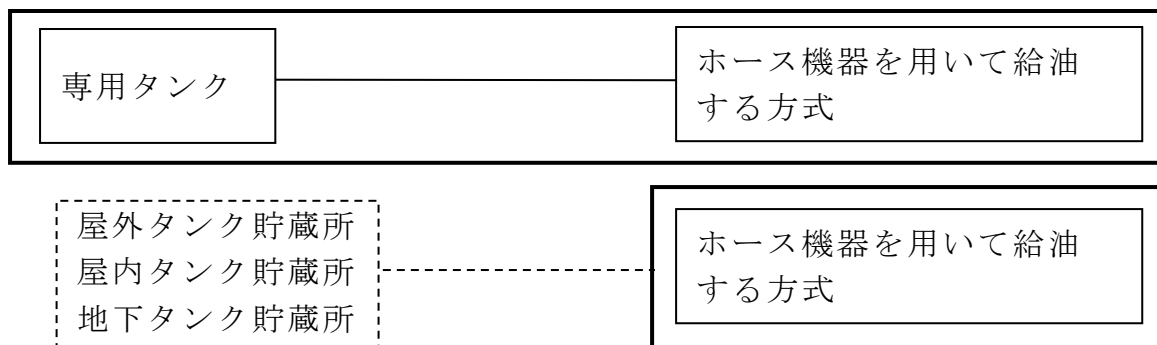 専用タンク
ホース機器を用いて給油
する方式
屋外タンク貯蔵所
屋内タンク貯蔵所
地下タンク貯蔵所
ホース機器を用いて給油
する方式